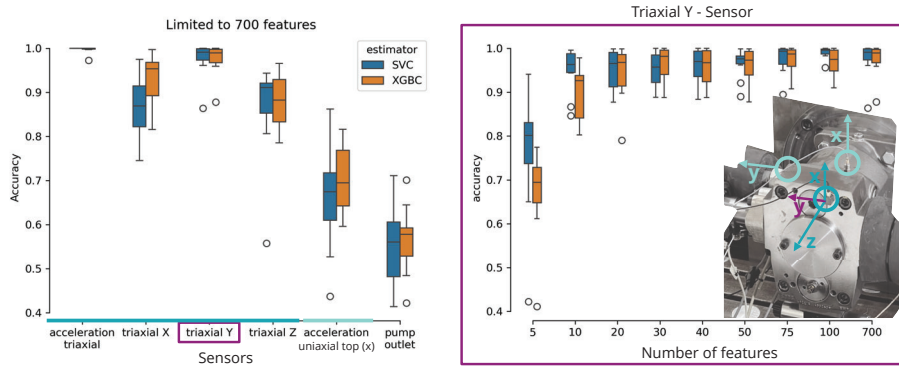 Limited to 700 features
estimator
SVC
XGBC
Accuracy
1.0
0.9
0.8
0.7
0.6
0.5
0.4
acceleration
triaxial
triaxial X
triaxial Y
triaxial Z
acceleration
uniaxial top (x)
pump
outlet
Sensors
Triaxial Y - Sensor
accuracy
1.0
0.9
0.8
0.7
0.6
0.5
0.4
x
y
x
y
z
5
10
20
30
40
50
75
100
700
Number of features